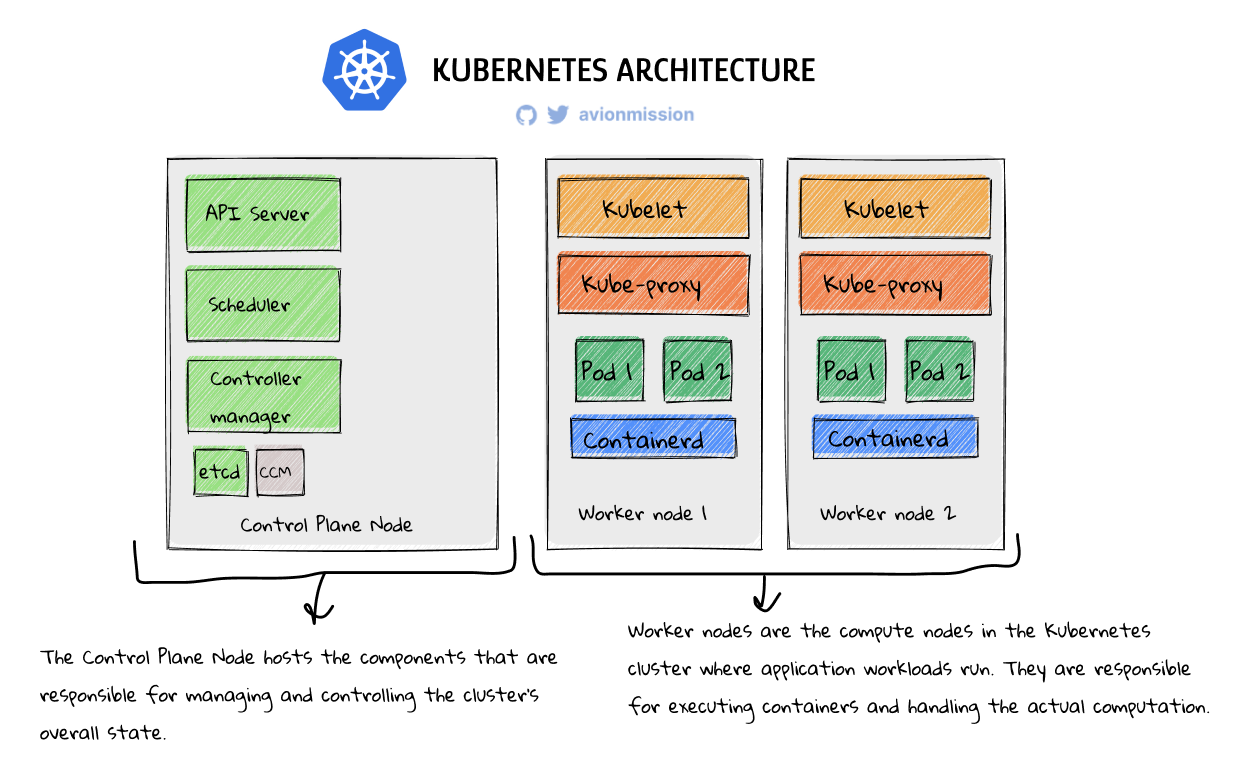 KUBERNETES ARCHITECTURE
avionmission
API Server
Scheduler
Controller
manager
etcd
CCM
Control Plane Node
Kubelet
Kube-proxy
Pod 1
Pod 2
Containerd
Worker node 1
Kubelet
Kube-proxy
Pod 1
Pod 2
Containerd
Worker node 2
The Control Plane Node hosts the components that are
responsible for managing and controlling the cluster's
overall state.
Worker nodes are the compute nodes in the Kubernetes
cluster where application workloads run. They are responsible
for executing containers and handling the actual computation.